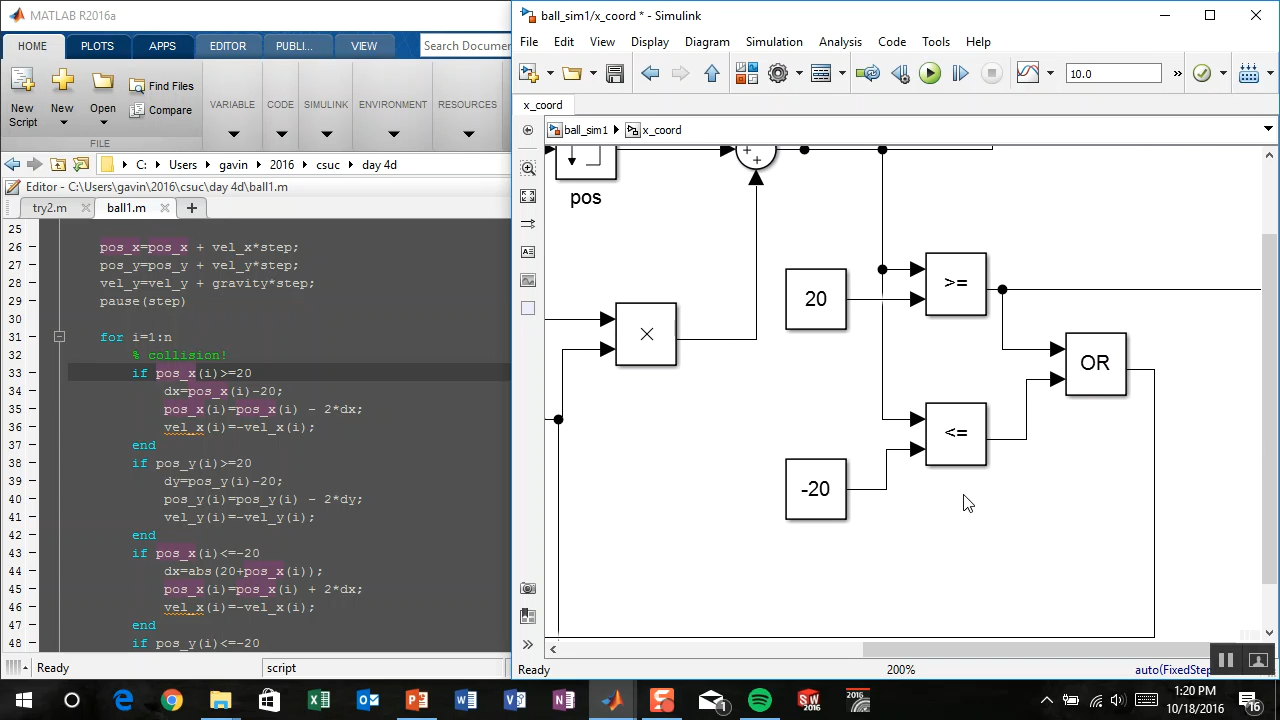 MATLAB R2016a
HOME
PLOTS
APPS
EDITOR
PUBLI...
VIEW
Search Documen
New
Script
New
Open
Find Files
Compare
FILE
VARIABLE
CODE
SIMULINK
ENVIRONMENT
RESOURCES
C: Users gavin 2016 csuc day 4d
Editor - C:\Users\gavin\2016\csuc\day 4d\ball1.m
try2.m
ball1.m
25
26 pos_x=pos_x + vel_x*step;
27 pos_y=pos_y + vel_y*step;
28 vel_y=vel_y + gravity*step;
29 pause(step)
30
31 for i=1:n
32 % collision!
33 if pos_x(i)>=20
34 dx=pos_x(i)-20;
35 pos_x(i)=pos_x(i) - 2*dx;
36 vel_x(i)=-vel_x(i);
37 end
38 if pos_y(i)>=20
39 dy=pos_y(i)-20;
40 pos_y(i)=pos_y(i) - 2*dy;
41 vel_y(i)=-vel_y(i);
42 end
43 if pos_x(i)<=-20
44 dx=abs(20+pos_x(i));
45 pos_x(i)=pos_x(i) + 2*dx;
46 vel_x(i)=-vel_x(i);
47 end
48 if pos_y(i)<=-20
Ready
script
ball_sim1/x_coord * - Simulink
File Edit View Display Diagram Simulation Analysis Code Tools Help
10.0
»
x_coord
ball_sim1 x_coord
pos
+
+
×
20
>=
OR
<=
-20
Ready
200%
auto(FixedStep
1
2016
1:20 PM
10/18/2016
16